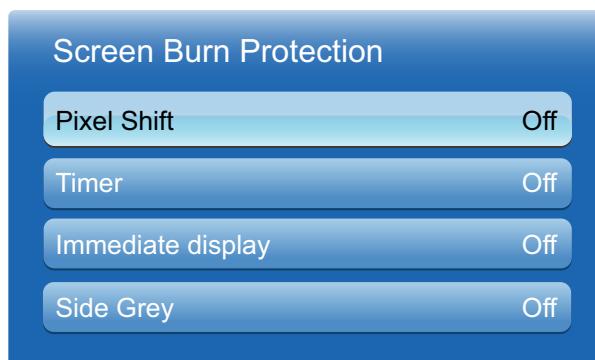 Screen Burn Protection
Pixel Shift Off
Timer Off
Immediate display Off
Side Grey Off